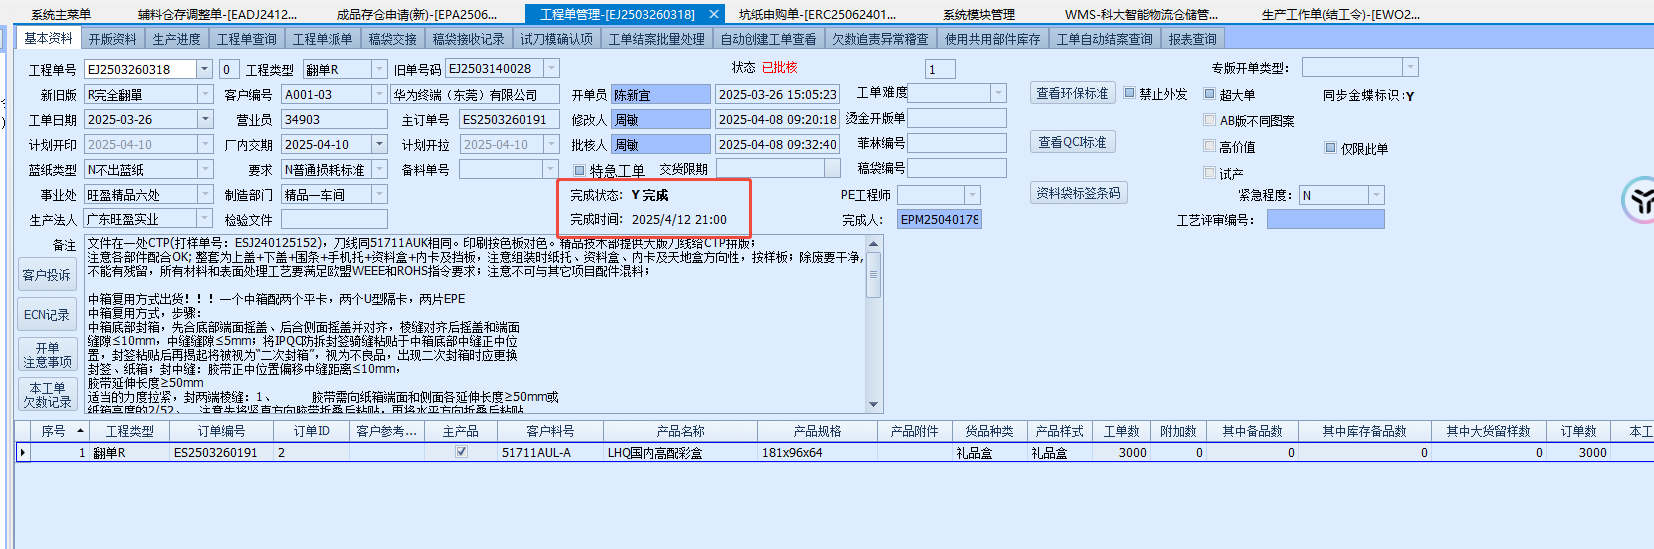 系统主菜单 辅料仓存调整单-[EADJ2412... 成品存仓申请(新)-[EPA2506... 工程单管理-[EJ2503260318] × 坑纸申购单-[ERC25062401... 系统模块管理 WMS-科大智能物流仓储管... 生产工作单(结工令)-[EWO2...
基本资料 开版资料 生产进度 工程单查询 工程单派单 稿袋交接 稿袋接收记录 试刀模确认项 工单结案批量处理 自动创建工单查看 欠数追责异常稽查 使用共用部件库存 工单自动结案查询 报表查询
工程单号 EJ2503260318 0 工程类型 翻单R 旧单号码 EJ2503140028 状态 已批核 1 专版开单类型：
新旧版 R完全翻單 客户编号 A001-03 华为终端（东莞）有限公司 开单员 陈新宜 2025-03-26 15:05:23 工单难度 查看环保标准 禁止外发 超大单 同步金蝶标识：Y
工单日期 2025-03-26 营业员 34903 主订单号 ES2503260191 修改人 周敏 2025-04-08 09:20:18 烫金开版单 AB版不同图案
计划开印 2025-04-10 厂内交期 2025-04-10 计划开拉 2025-04-10 批核人 周敏 2025-04-08 09:32:40 菲林编号 查看QCI标准 高价值 仅限此单
蓝纸类型 N不出蓝纸 要求 N普通损耗标准 备料单号 特急工单 交货限期 稿袋编号 试产
事业处 旺盈精品六处 制造部门 精品一车间 完成状态： Y 完成 PE工程师 资料袋标签条码 紧急程度： N
生产法人 广东旺盈实业 检验文件 完成时间： 2025/4/12 21:00 完成人： EPM25040178 工艺评审编号：
备注 文件在一处CTP(打样单号：ESJ240125152)，刀线同51711AUK相同。印刷按色板对色。精品技术部提供大版刀线给CTP拼版；
注意各部件配合OK; 整套为上盖+下盖+围条+手机托+资料盒+内卡及挡板，注意组装时纸托、资料盒、内卡及天地盒方向性，按样板；除废要干净，
不能有残留，所有材料和表面处理工艺要满足欧盟WEEE和ROHS指令要求；注意不可与其它项目配件混料；
客户投诉
中箱复用方式出货！！！一个中箱配两个平卡，两个U型隔卡，两片EPE
中箱复用方式，步骤：
ECN记录
中箱底部封箱，先合底部端面摇盖、后合侧面摇盖并对齐，棱缝对齐后摇盖和端面
缝隙≤10mm，中缝缝隙≤5mm；将IPQC防拆封签骑缝粘贴于中箱底部中缝正中位
置，封签粘贴后再揭起将被视为“二次封箱”，视为不良品，出现二次封箱时应更换
开单
注意事项
封签、纸箱；封中缝：胶带正中位置偏移中缝距离≤10mm，
胶带延伸长度≥50mm
本工单
欠数记录
适当的力度拉紧，封两端棱缝：1、 胶带需向纸箱端面和侧面各延伸长度≥50mm或
纸箱高度的2/52、 注意先将竖直方向胶带折叠后粘贴，再将水平方向折叠后粘贴
序号 工程类型 订单编号 订单ID 客户参考... 主产品 客户料号 产品名称 产品规格 产品附件 货品种类 产品样式 工单数 附加数 其中备品数 其中库存备品数 其中大货留样数 订单数 本工
1 翻单R ES2503260191 2 51711AUL-A LHQ国内高配彩盒 181x96x64 礼品盒 礼品盒 3000 0 0 0 0 3000